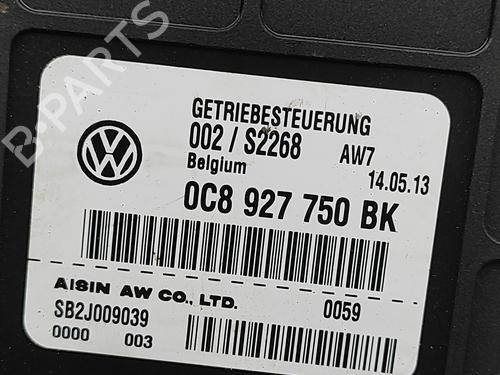 B-PARTS
GETRIEBESTEUERUNG
002 / S2268 AW7
Belgium 14.05.13
0C8 927 750 BK
AISIN AW CO., LTD. 0059
SB2J009039
0000 003